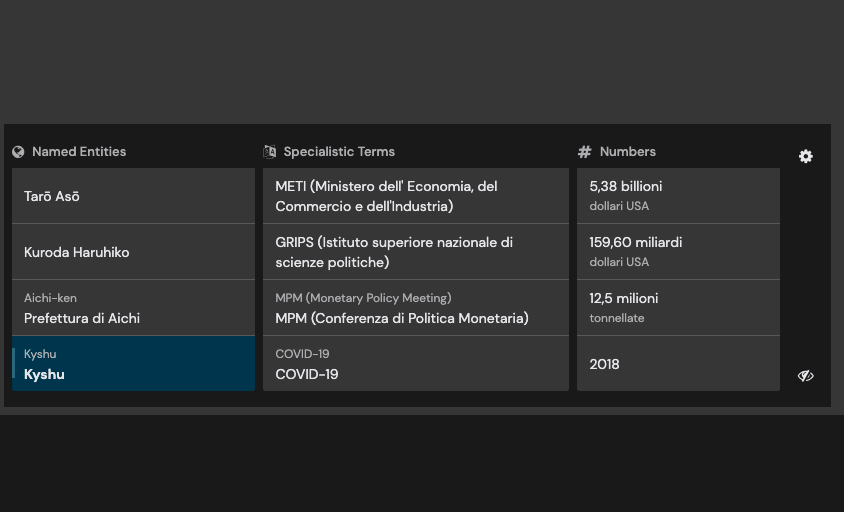 Named Entities
Tarō Asō
Kuroda Haruhiko
Aichi-ken
Prefettura di Aichi
Kyshu
Kyshu
Specialistic Terms
METI (Ministero dell' Economia, del
Commercio e dell'Industria)
GRIPS (Istituto superiore nazionale di
scienze politiche)
MPM (Monetary Policy Meeting)
MPM (Conferenza di Politica Monetaria)
COVID-19
COVID-19
# Numbers
5,38 billioni
dollari USA
159,60 miliardi
dollari USA
12,5 milioni
tonnellate
2018